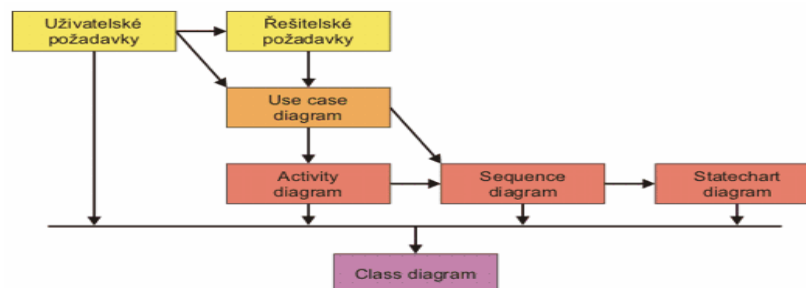 Uživatelské
požadavky
Řešitelské
požadavky
Use case
diagram
Activity
diagram
Sequence
diagram
Statechart
diagram
Class diagram